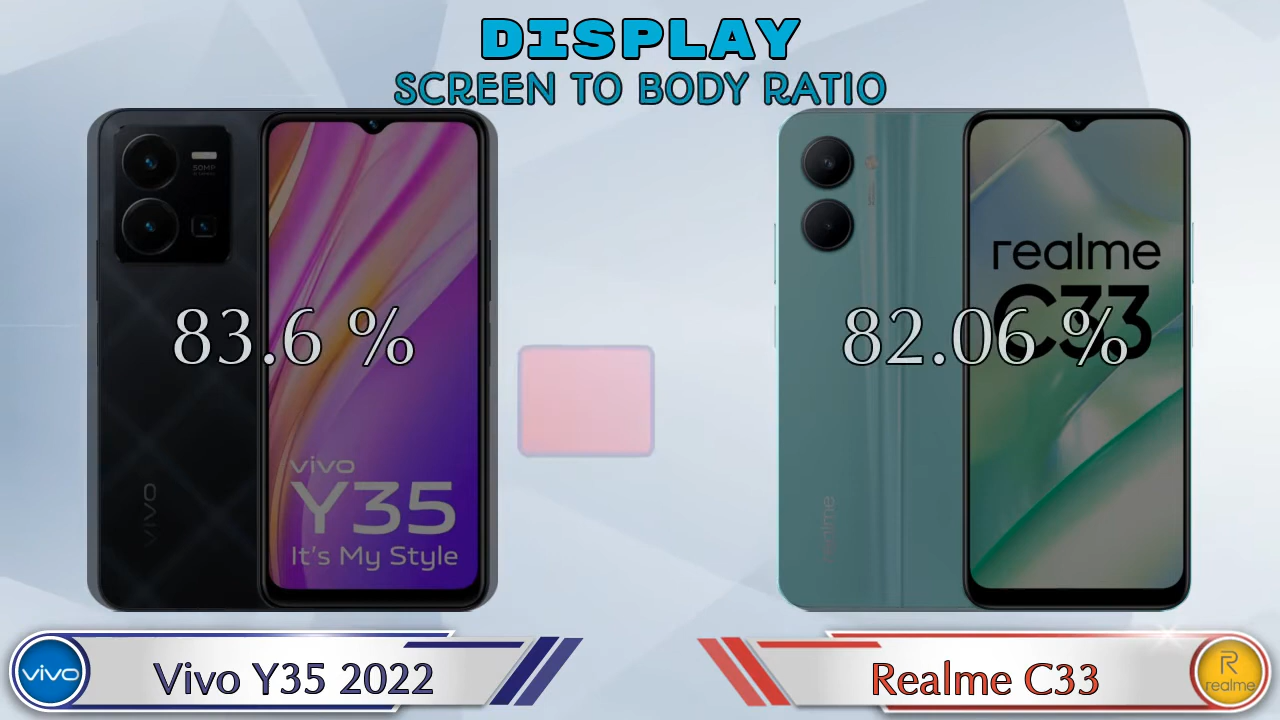 DISPLAY
SCREEN TO BODY RATIO
50MP
83.6 %
vivo
vivo
Y35
It's My Style
realme
C33
82.06 %
realme
vivo
Vivo Y35 2022
Realme C33
R
realme